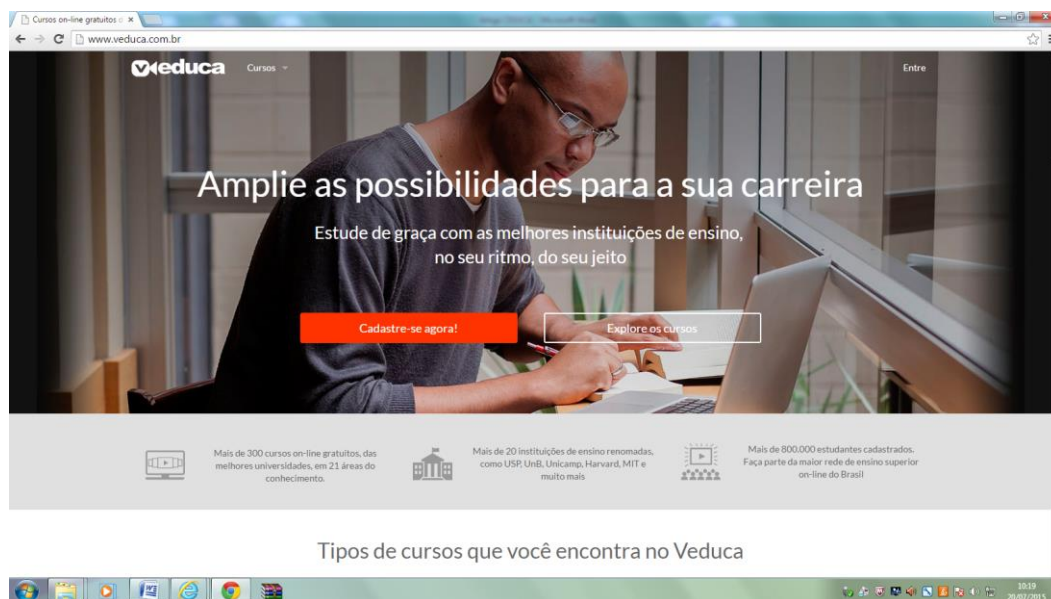 Cursos on-line gratuitos
www.veduca.com.br
veduca
Cursos
Entre
Amplie as possibilidades para a sua carreira
Estude de graça com as melhores instituições de ensino,
no seu ritmo, do seu jeito
Cadastre-se agora!
Explore os cursos
Mais de 300 cursos on-line gratuitos, das
melhores universidades, em 21 áreas do
conhecimento.
Mais de 20 instituições de ensino renomadas,
como USP, UnB, Unicamp, Harvard, MIT e
muito mais
Mais de 800.000 estudantes cadastrados.
Faça parte da maior rede de ensino superior
on-line do Brasil
Tipos de cursos que você encontra no Veduca
10:19
20/02/2015